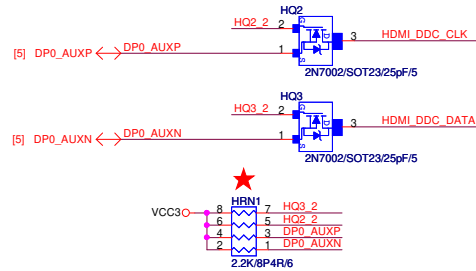 HQ2
HQ2_2 2
D
G
S
3 HDMI_DDC_CLK
[5] DP0_AUXP DP0_AUXP 1
2N7002/SOT23/25pF/5
HQ3
HQ3_2 2
D
G
S
3 HDMI_DDC_DATA
[5] DP0_AUXN DP0_AUXN 1
2N7002/SOT23/25pF/5
HRN1
VCC3 8 7 HQ3_2
6 5 HQ2_2
4 3 DP0_AUXP
2 1 DP0_AUXN
2.2K/8P4R/6